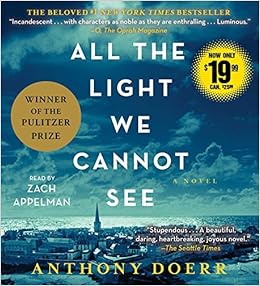 THE BELOVED #1 NEW YORK TIMES BESTSELLER
"Incandescent . . . with characters as noble as they are enthralling . . . Luminous."
—O, The Oprah Magazine
ALL THE
LIGHT
WE
CANNOT
SEE
A NOVEL
NOW ONLY
$19.99
WINNER
OF THE
PULITZER
PRIZE
READ BY
ZACH
APPELMAN
"Stupendous . . . A beautiful,
daring, heartbreaking, joyous novel."
—The Seattle Times
ANTHONY DOERR